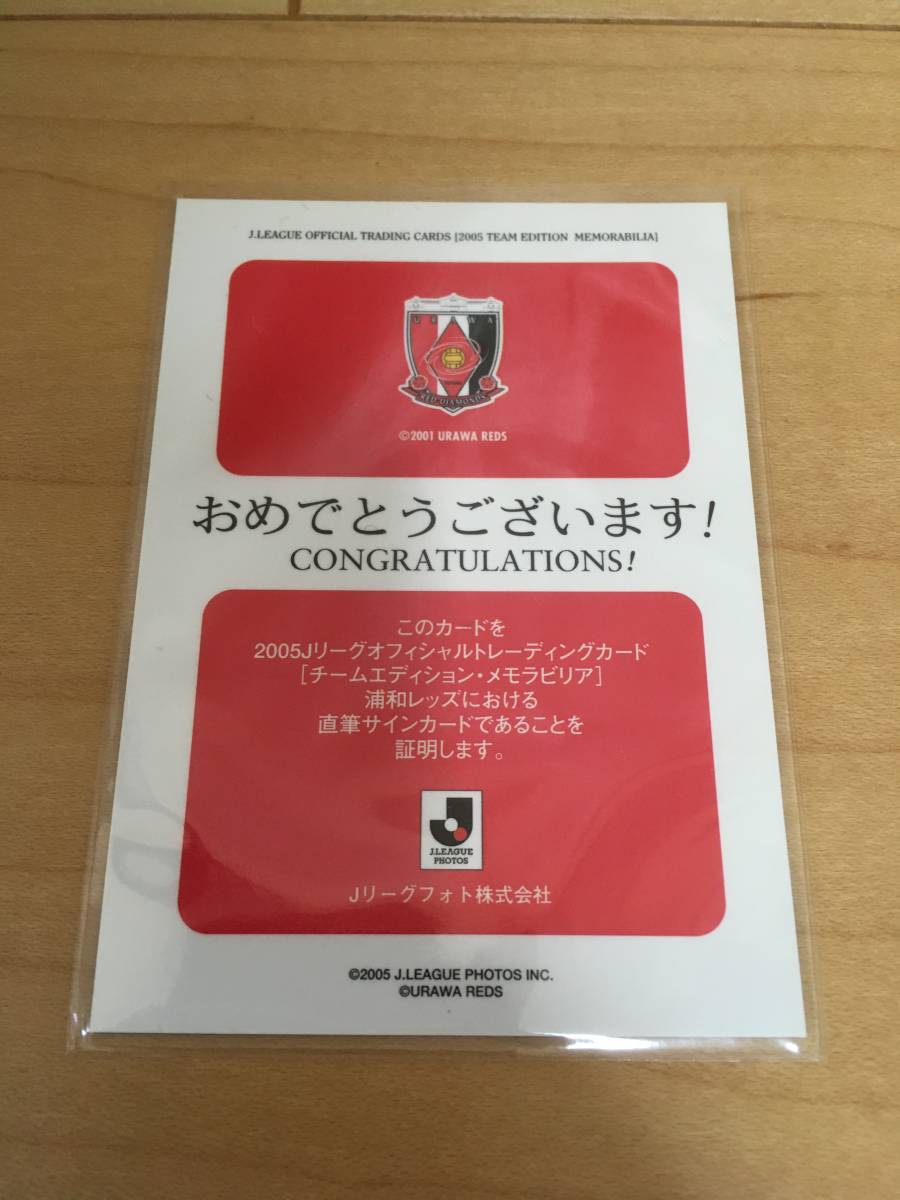 J.LEAGUE OFFICIAL TRADING CARDS [2005 TEAM EDITION MEMORABILIA]
URAWA
RED DIAMONDS
©2001 URAWA REDS
おめでとうございます!
CONGRATULATIONS!
このカードを
2005Jリーグオフィシャルトレーディングカード
[チームエディション・メモラビリア]
浦和レッズにおける
直筆サインカードであることを
証明します。
J.LEAGUE
PHOTOS
Jリーグフォト株式会社
©2005 J.LEAGUE PHOTOS INC.
©URAWA REDS